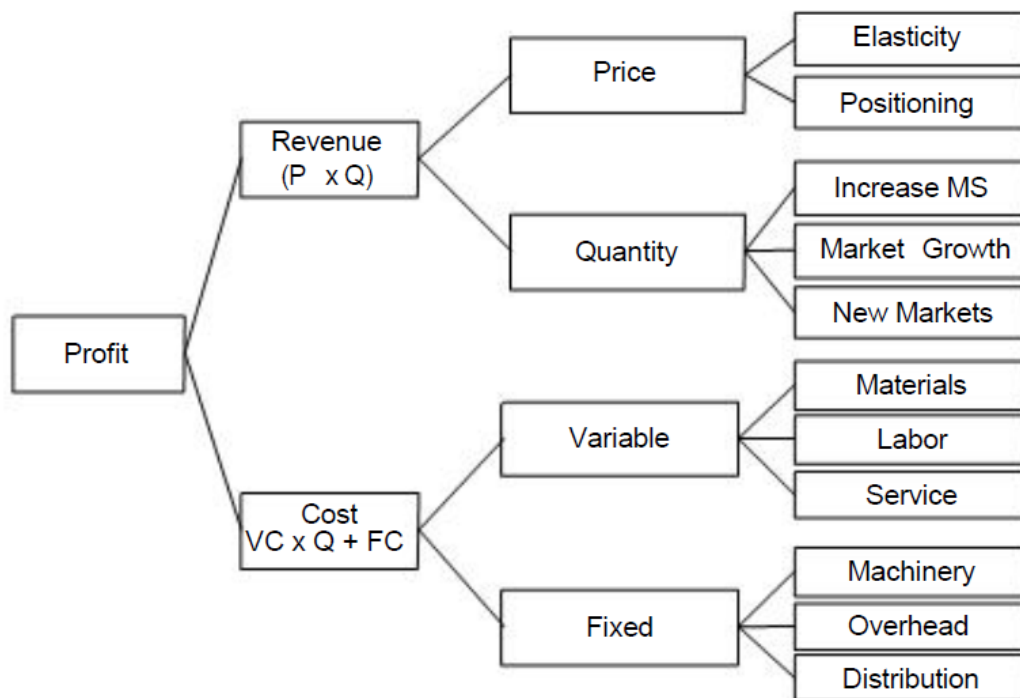 Profit
Revenue
(P x Q)
Cost
VC x Q + FC
Price
Quantity
Variable
Fixed
Elasticity
Positioning
Increase MS
Market Growth
New Markets
Materials
Labor
Service
Machinery
Overhead
Distribution